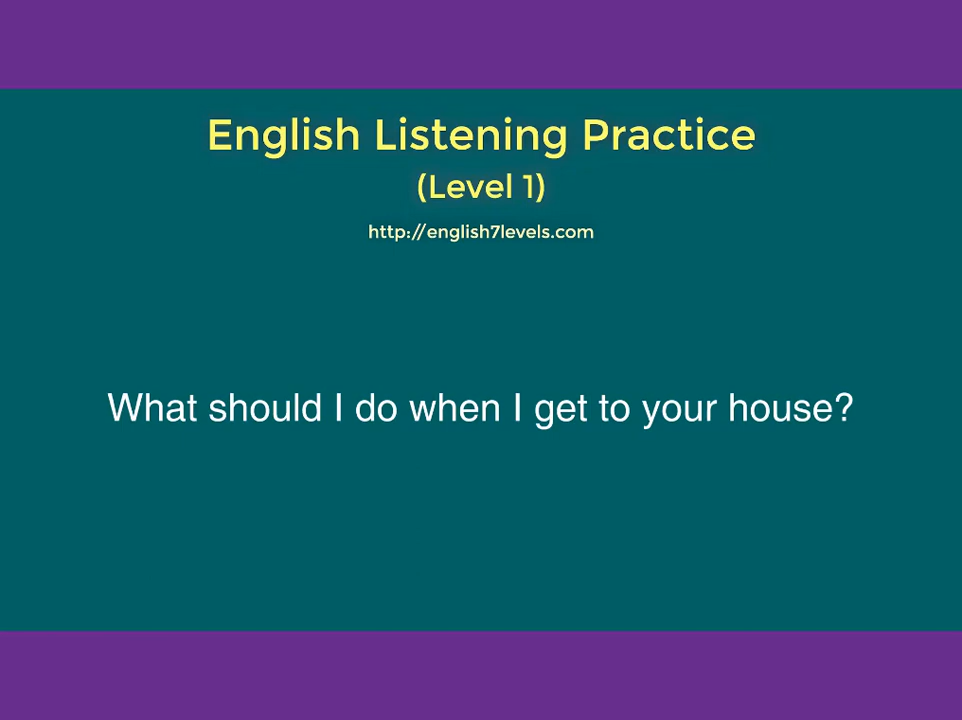 English Listening Practice
(Level 1)
http://english7levels.com
What should I do when I get to your house?